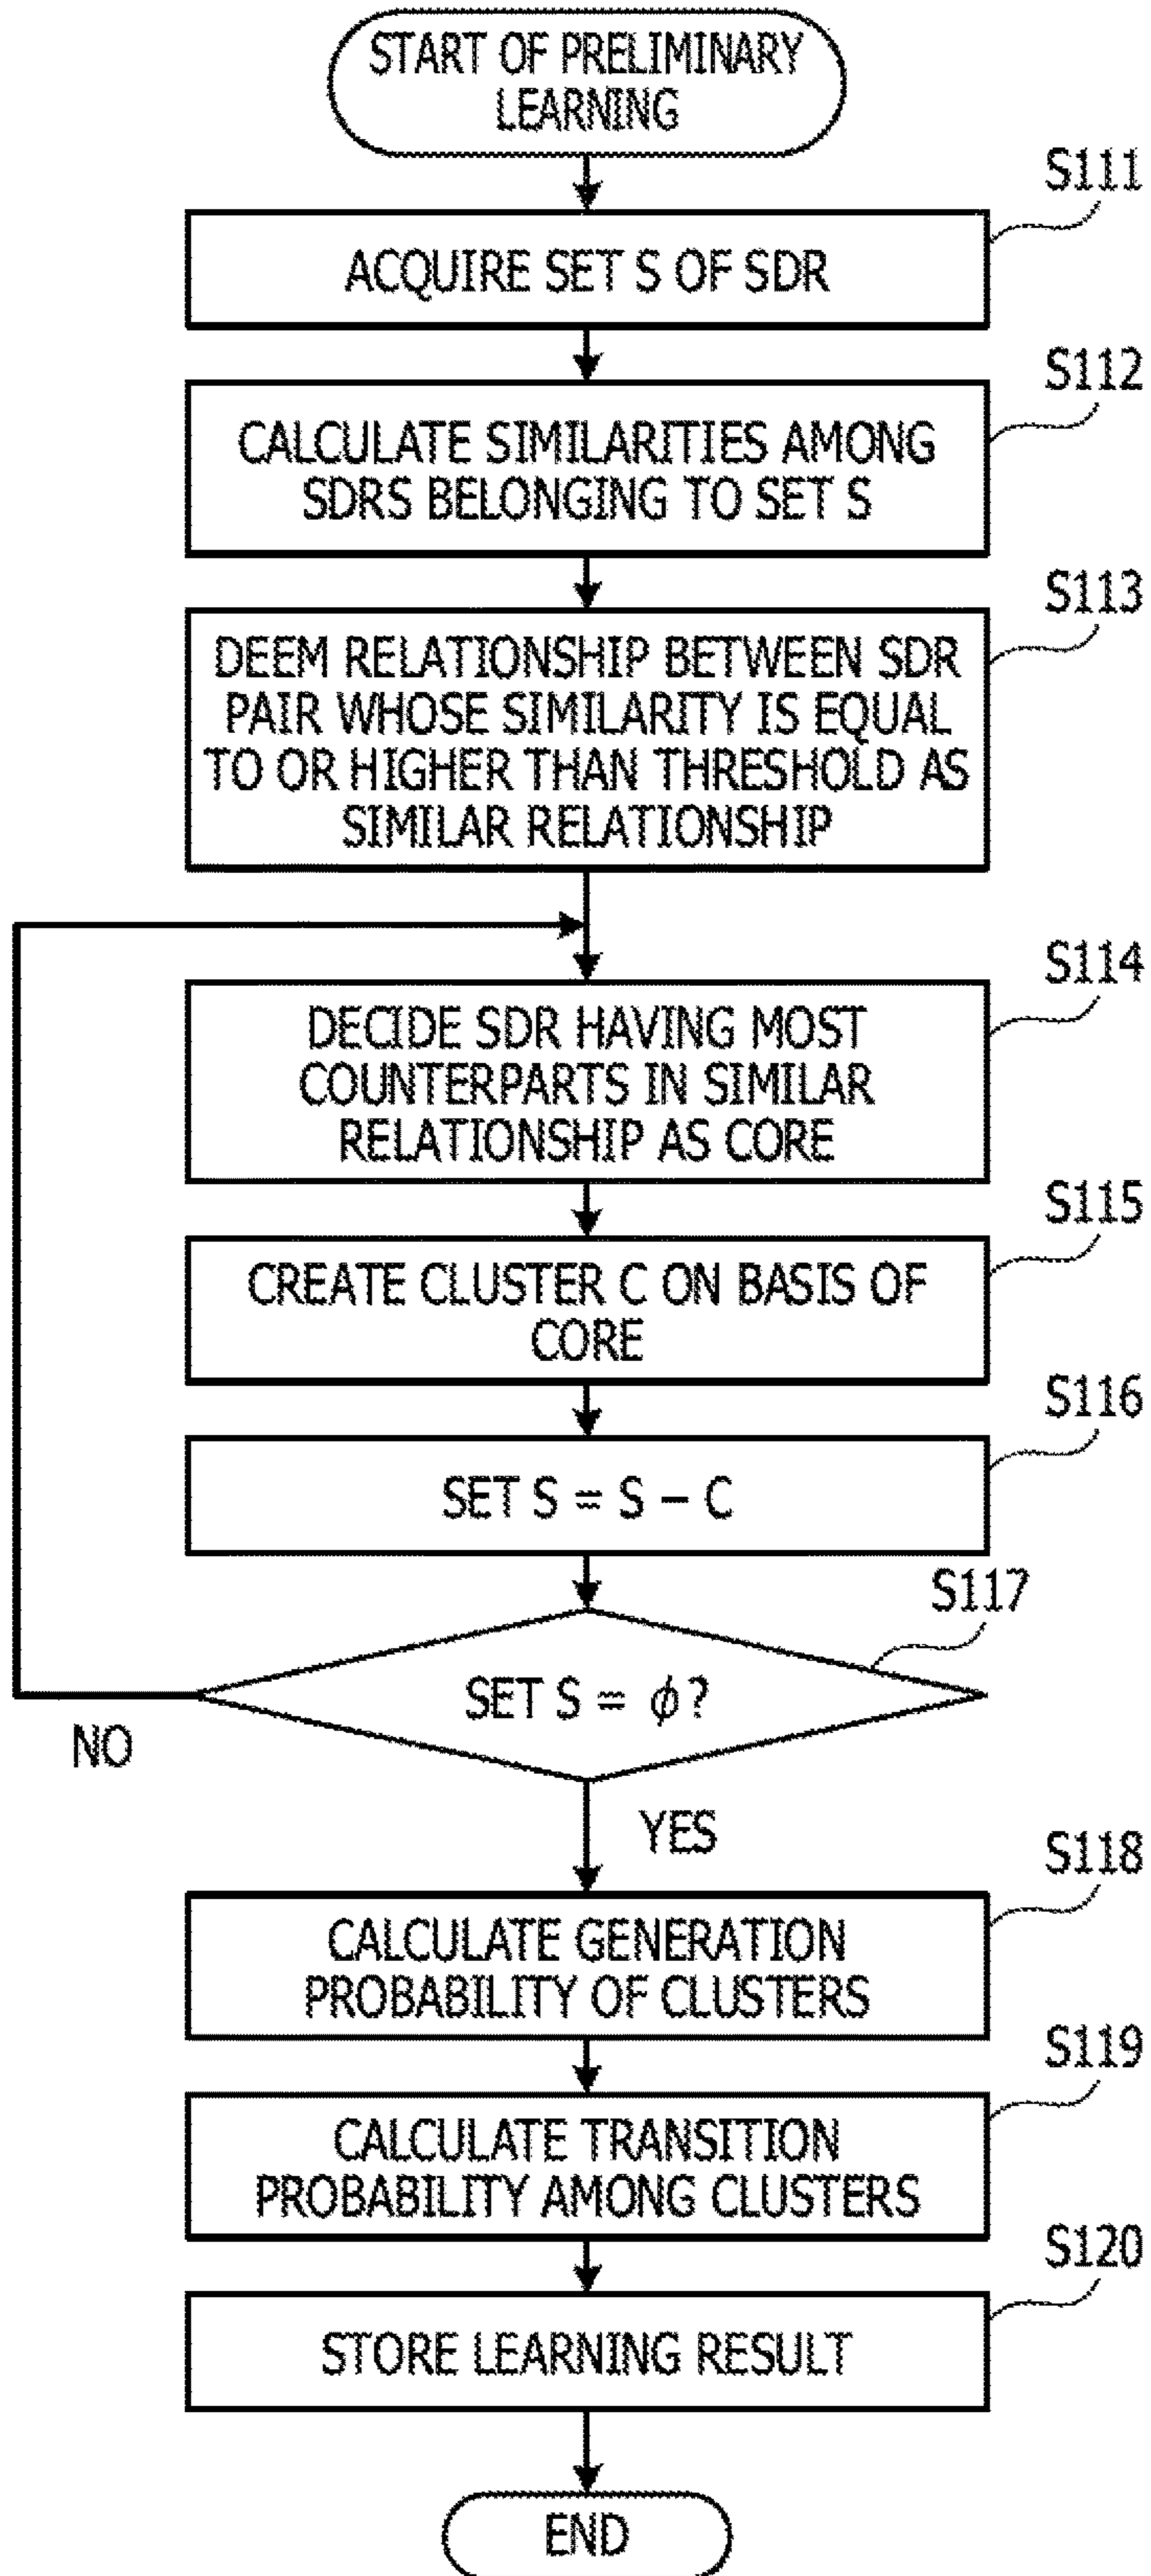 START OF PRELIMINARY
LEARNING
S111
ACQUIRE SET S OF SDR
S112
CALCULATE SIMILARITIES AMONG
SDRS BELONGING TO SET S
S113
DEEM RELATIONSHIP BETWEEN SDR
PAIR WHOSE SIMILARITY IS EQUAL
TO OR HIGHER THAN THRESHOLD AS
SIMILAR RELATIONSHIP
S114
DECIDE SDR HAVING MOST
COUNTERPARTS IN SIMILAR
RELATIONSHIP AS CORE
S115
CREATE CLUSTER C ON BASIS OF
CORE
S116
SET S = S – C
S117
SET S = ϕ?
NO
YES
S118
CALCULATE GENERATION
PROBABILITY OF CLUSTERS
S119
CALCULATE TRANSITION
PROBABILITY AMONG CLUSTERS
S120
STORE LEARNING RESULT
END